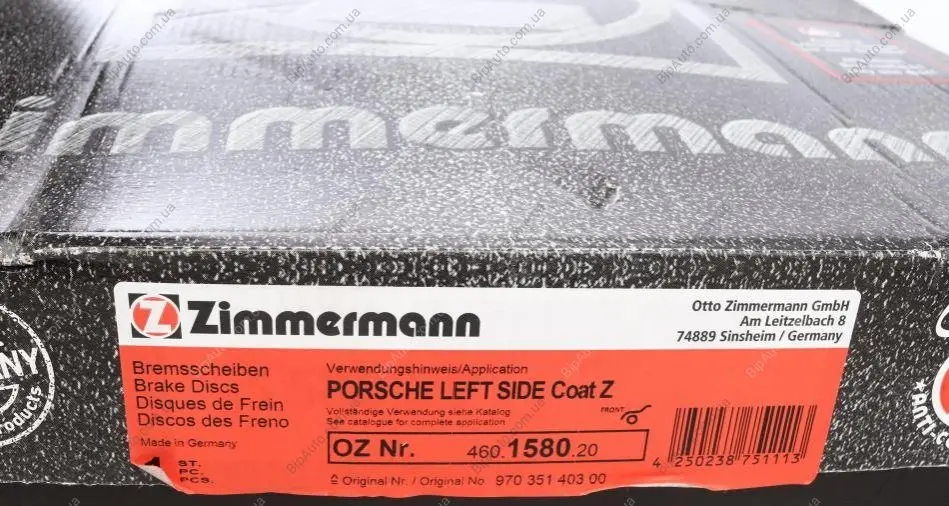 immermann
Zimmermann
Otto Zimmermann GmbH
Am Leitzelbach 8
74889 Sinsheim / Germany
Bremsscheiben
Brake Discs
Disques de Frein
Discos des Freno
Made in Germany
ST.
PC.
PCS.
Verwendungshinweis/Application
PORSCHE LEFT SIDE Coat Z
Vollständige Verwendung siehe Katalog
See catalogue for complete application
FRONT
OZ Nr. 460.1580.20
Original Nr. / Original No. 970 351 403 00
4 250238 751113
BipAuto.com.ua